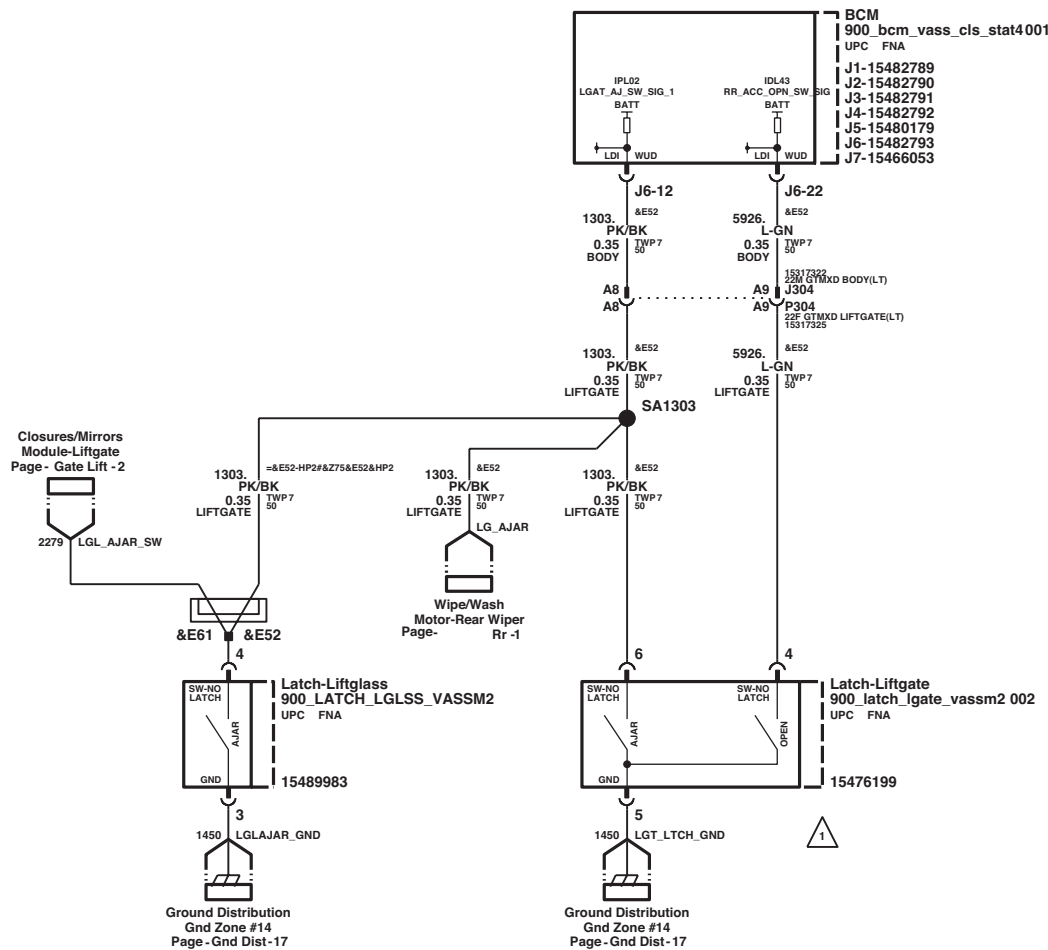 BCM
900_bcm_vass_cls_stat4 001
UPC FNA
J1-15482789
J2-15482790
J3-15482791
J4-15482792
J5-15480179
J6-15482793
J7-15466053
IPL02
LGAT_AJ_SW_SIG_1
BATT
LDI WUD
IDL43
RR_ACC_OPN_SW_SIG
BATT
LDI WUD
J6-12
J6-22
1303. &E52
PK/BK
0.35 TWP7
BODY 50
5926. &E52
L-GN
0.35 TWP7
BODY 50
15317322
22M GTMXD BODY(LT)
A8 A9 J304
A8 A9 P304
22F GTMXD LIFTGATE(LT)
15317325
1303. &E52
PK/BK
0.35 TWP7
LIFTGATE 50
5926. &E52
L-GN
0.35 TWP7
LIFTGATE 50
SA1303
Closures/Mirrors
Module-Liftgate
Page - Gate Lift - 2
2279 LGL_AJAR_SW
1303. =&E52-HP2#&Z75&E52&HP2
PK/BK
0.35 TWP7
LIFTGATE 50
1303. &E52
PK/BK
0.35 TWP7
LIFTGATE 50
LG_AJAR
Wipe/Wash
Motor-Rear Wiper
Page- Rr -1
1303. &E52
PK/BK
0.35 TWP7
LIFTGATE 50
&E61 &E52
4
6
4
SW-NO
LATCH
AJAR
GND
Latch-Liftglass
900_LATCH_LGLSS_VASSM2
UPC FNA
15489983
SW-NO
LATCH
AJAR
SW-NO
LATCH
OPEN
GND
Latch-Liftgate
900_latch_lgate_vassm2 002
UPC FNA
15476199
3
1450 LGLAJAR_GND
Ground Distribution
Gnd Zone #14
Page - Gnd Dist - 17
5
1450 LGT_LTCH_GND
Ground Distribution
Gnd Zone #14
Page - Gnd Dist - 17
1